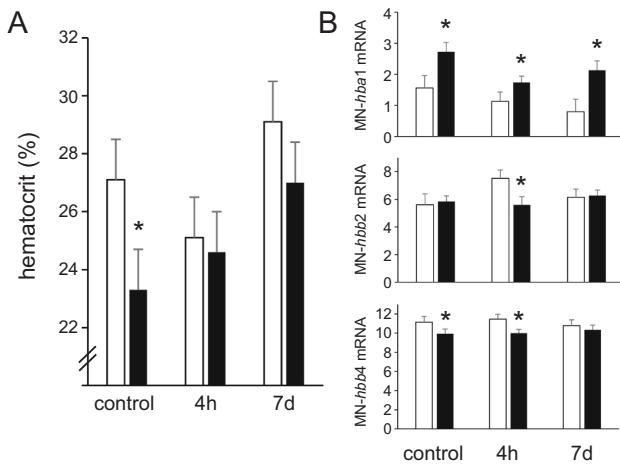 A
hematocrit (%)
32
30
28
26
24
22
*
control 4h 7d
B
MN-hba1 mRNA
4
3
2
1
0
* * *
MN-hbb2 mRNA
8
6
4
2
0
*
MN-hbb4 mRNA
12
10
8
6
4
2
0
* *
control 4h 7d